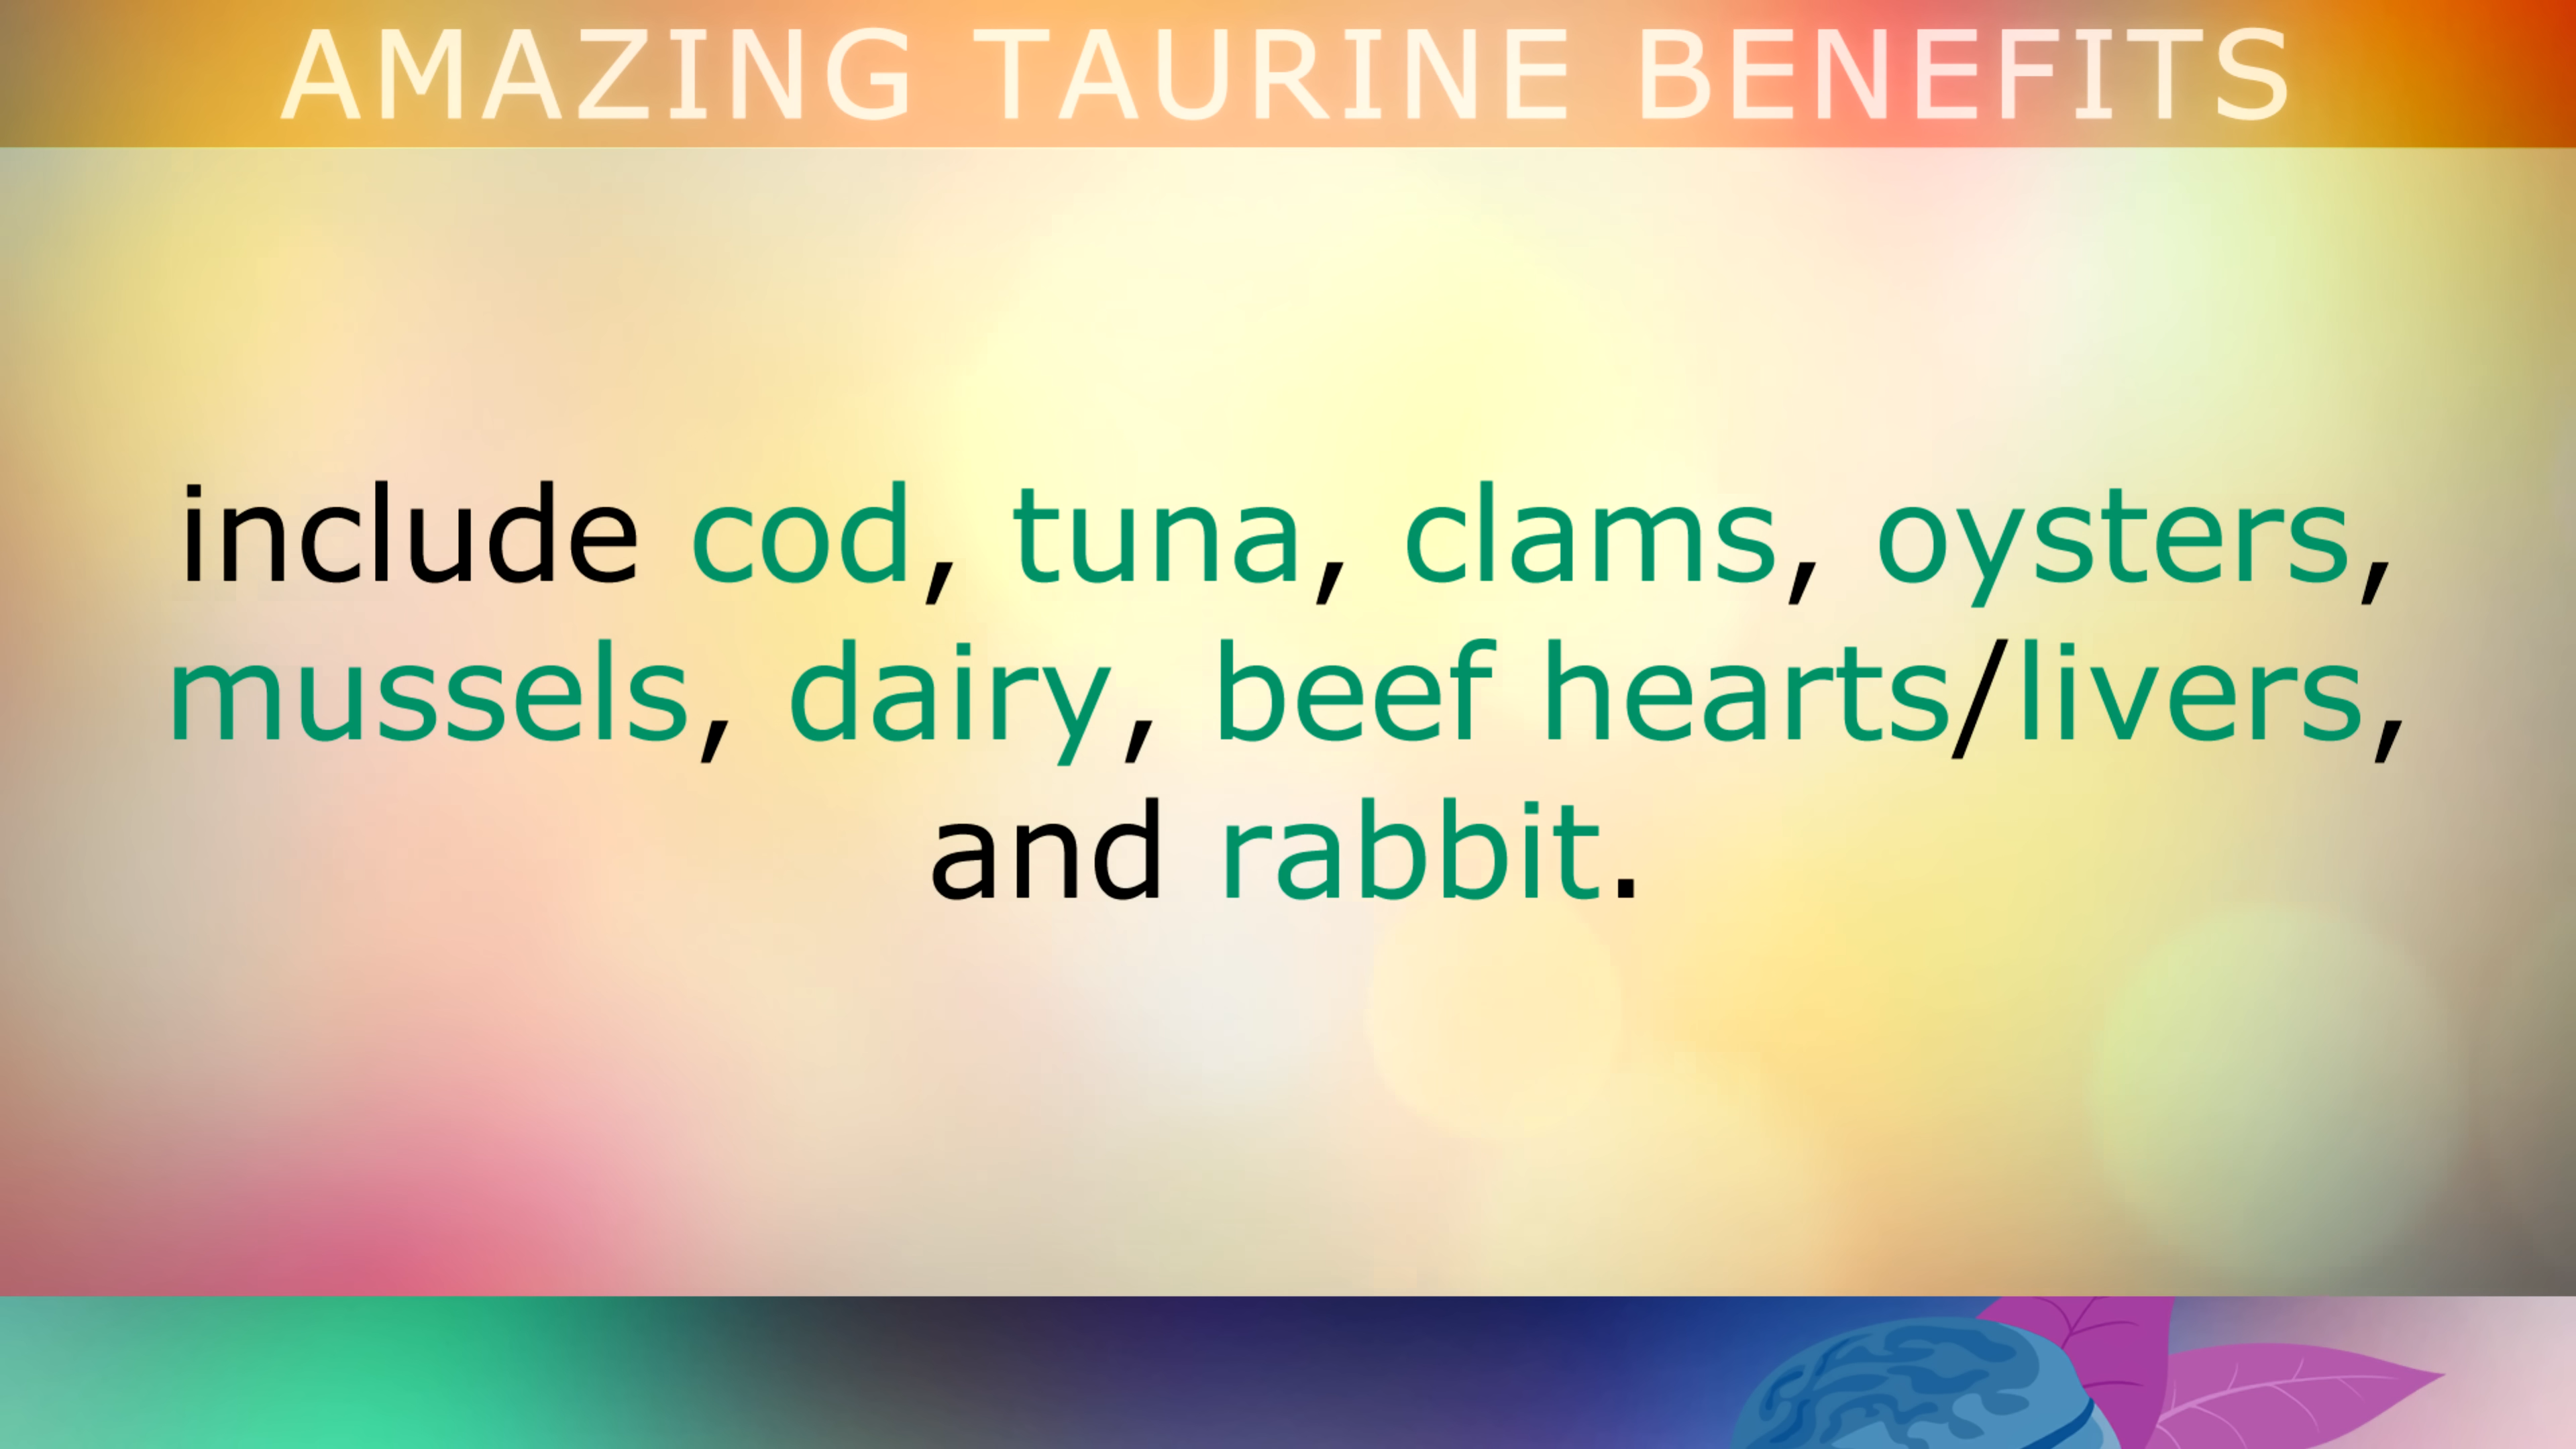 AMAZING TAURINE BENEFITS
include cod, tuna, clams, oysters,
mussels, dairy, beef hearts/livers,
and rabbit.